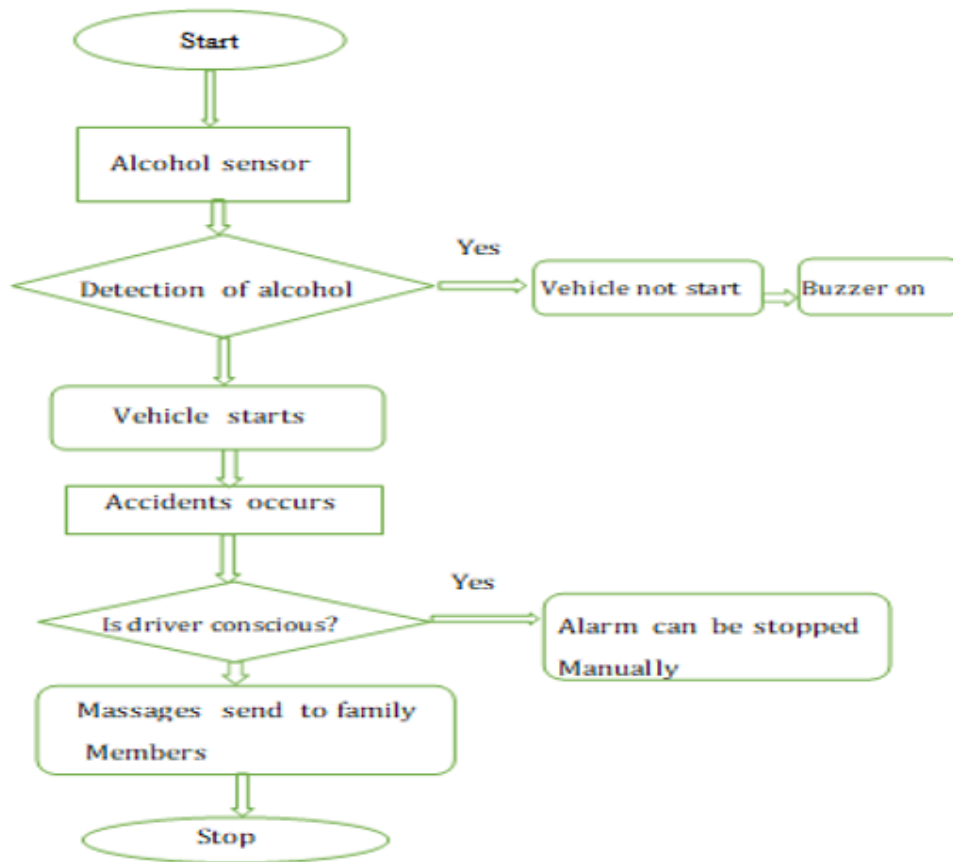 Start
Alcohol sensor
Yes
Detection of alcohol
Vehicle not start
Buzzer on
Vehicle starts
Accidents occurs
Yes
Is driver conscious?
Alarm can be stopped
Manually
Massages send to family
Members
Stop